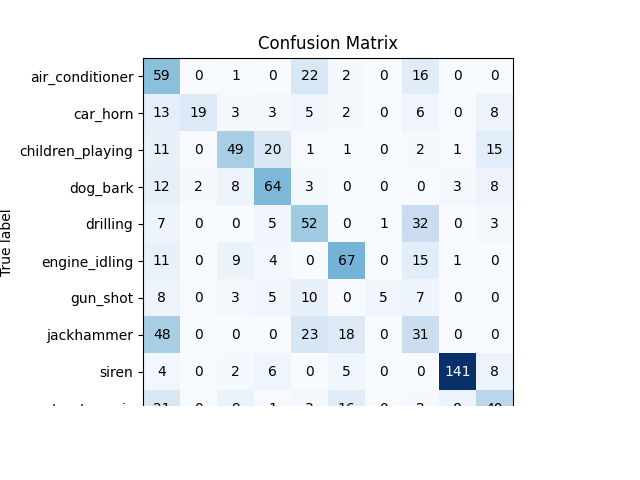 Confusion Matrix
air_conditioner 59 0 1 0 22 2 0 16 0 0
car_horn 13 19 3 3 5 2 0 6 0 8
children_playing 11 0 49 20 1 1 0 2 1 15
dog_bark 12 2 8 64 3 0 0 0 3 8
drilling 7 0 0 5 52 0 1 32 0 3
engine_idling 11 0 9 4 0 67 0 15 1 0
gun_shot 8 0 3 5 10 0 5 7 0 0
jackhammer 48 0 0 0 23 18 0 31 0 0
siren 4 0 2 6 0 5 0 0 141 8
True label